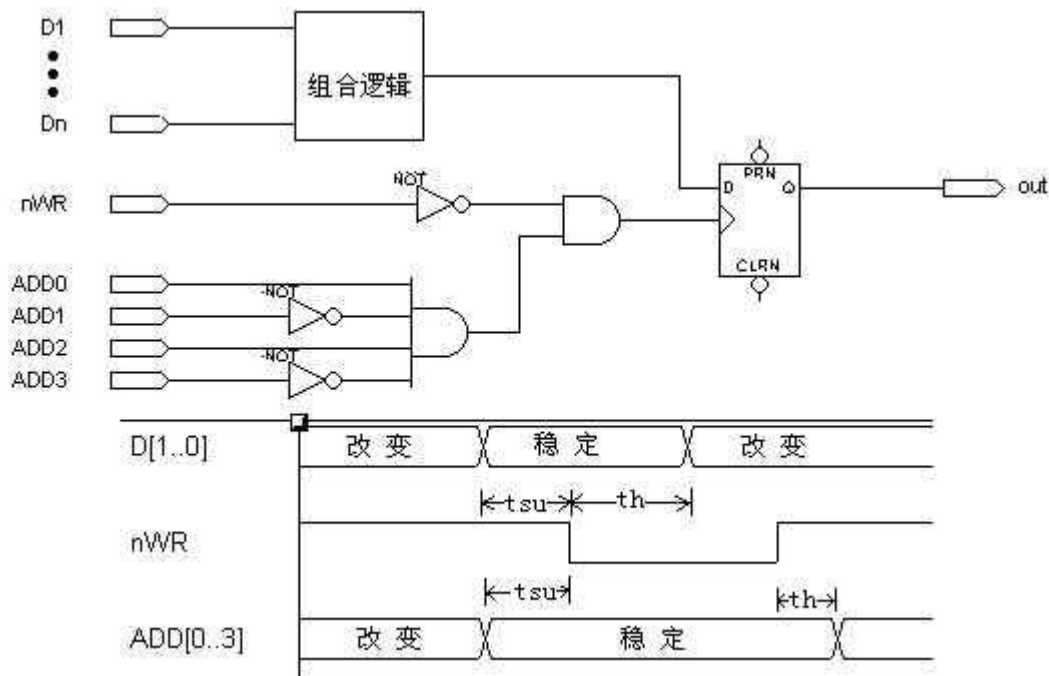 D1
Dn
组合逻辑
nWR
NOT
PRN
D Q
CLRN
out
ADD0
NOT
ADD1
ADD2
NOT
ADD3
D[1..0]
改变 稳定 改变
tsu th
nWR
tsu th
ADD[0..3]
改变 稳定